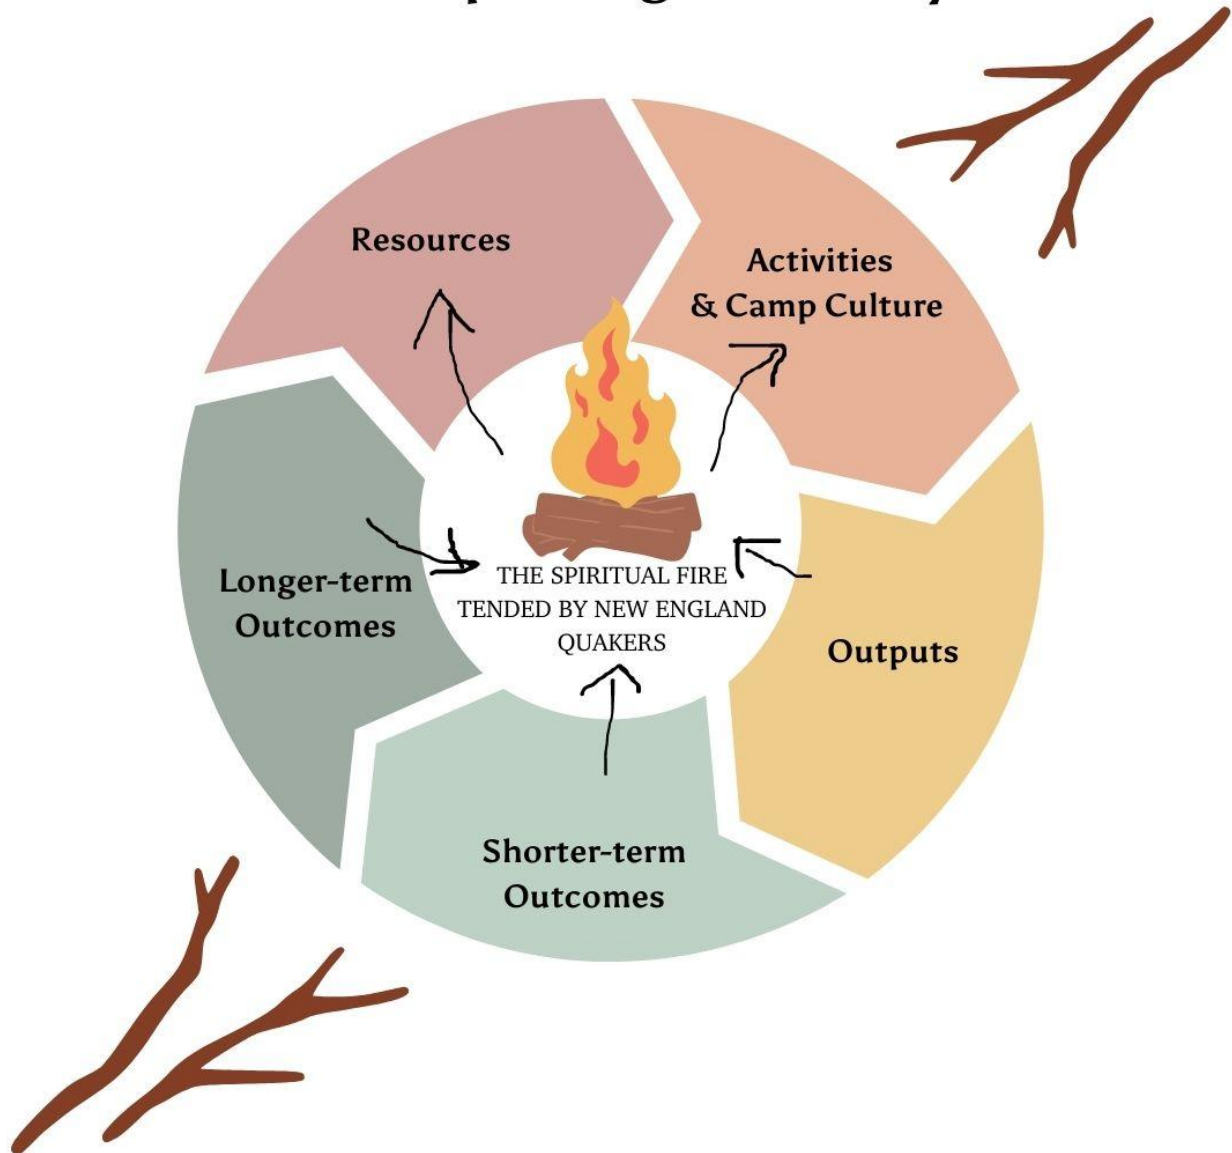 Resources
Activities
& Camp Culture
Outputs
Shorter-term
Outcomes
Longer-term
Outcomes
THE SPIRITUAL FIRE
TENDED BY NEW ENGLAND
QUAKERS